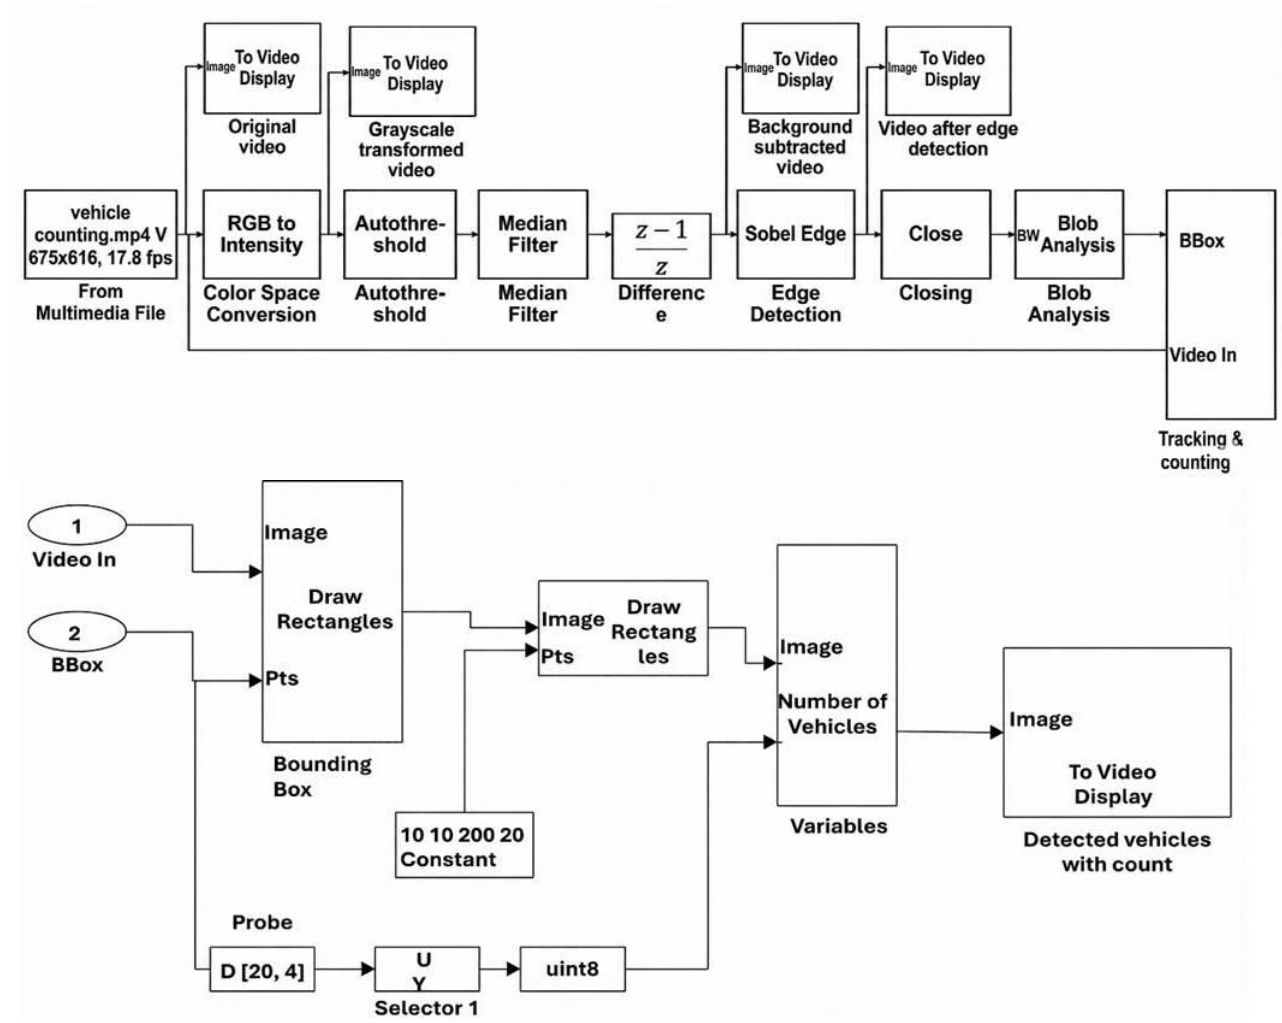 Image To Video
Display
Original
video
Image To Video
Display
Grayscale
transformed
video
Image To Video
Display
Background
subtracted
video
Image To Video
Display
Video after edge
detection
vehicle
counting.mp4 V
675x616, 17.8 fps
From
Multimedia File
RGB to
Intensity
Color Space
Conversion
Autothre-
shold
Autothre-
shold
Median
Filter
Median
Filter
z − 1
z
Differenc
e
Sobel Edge
Edge
Detection
Close
Closing
BW Blob
Analysis
Blob
Analysis
BBox
Video In
Tracking &
counting
1
Video In
2
BBox
Image
Draw
Rectangles
Pts
Bounding
Box
Image
Pts
Draw
Rectang
les
10 10 200 20
Constant
Image
Number of
Vehicles
Variables
Image
To Video
Display
Detected vehicles
with count
Probe
D [20, 4]
U
Y
Selector 1
uint8